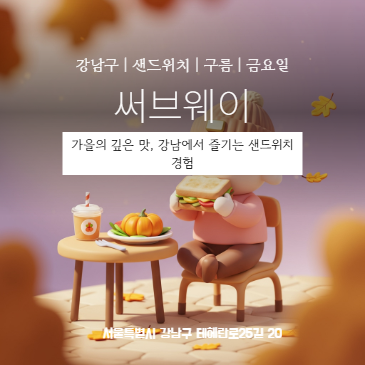 강남구 | 샌드위치 | 구름 | 금요일
써브웨이
가을의 깊은 맛, 강남에서 즐기는 샌드위치
경험
서울특별시 강남구 테헤란로25길 20